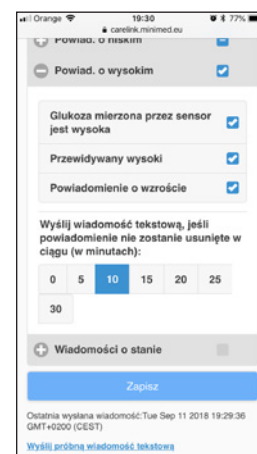 Orange 19:30 77%
carelink.minimed.eu
Powiad. o niskim
Powiad. o wysokim
Glukoza mierzona przez sensor
jest wysoka
Przewidywany wysoki
Powiadomienie o wzroście
Wyślij wiadomość tekstową, jeśli
powiadomienie nie zostanie usunięte w
ciągu (w minutach):
0 5 10 15 20 25
30
Wiadomości o stanie
Zapisz
Ostatnia wysłana wiadomość:Tue Sep 11 2018 19:29:36
GMT+0200 (CEST)
Wyślij próbną wiadomość tekstową